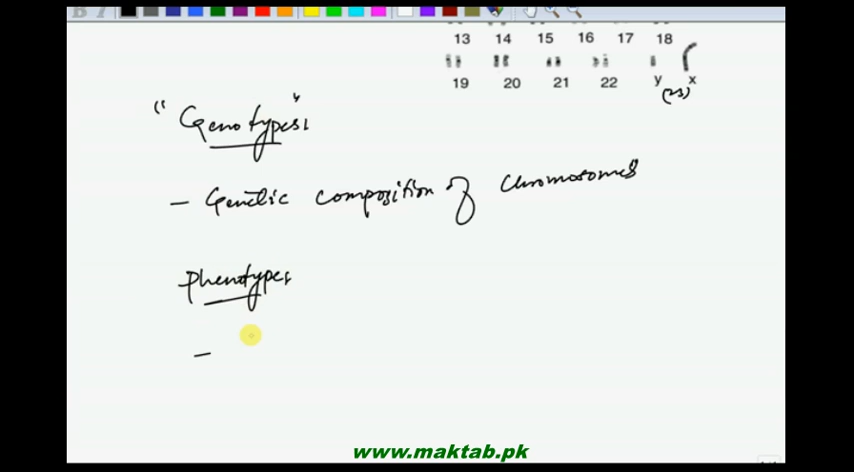 B I
13 14 15 16 17 18
19 20 21 22 y x
(23)
"Genotypes":
- Genetic composition of chromosomes
Phenotypes
-
www.maktab.pk